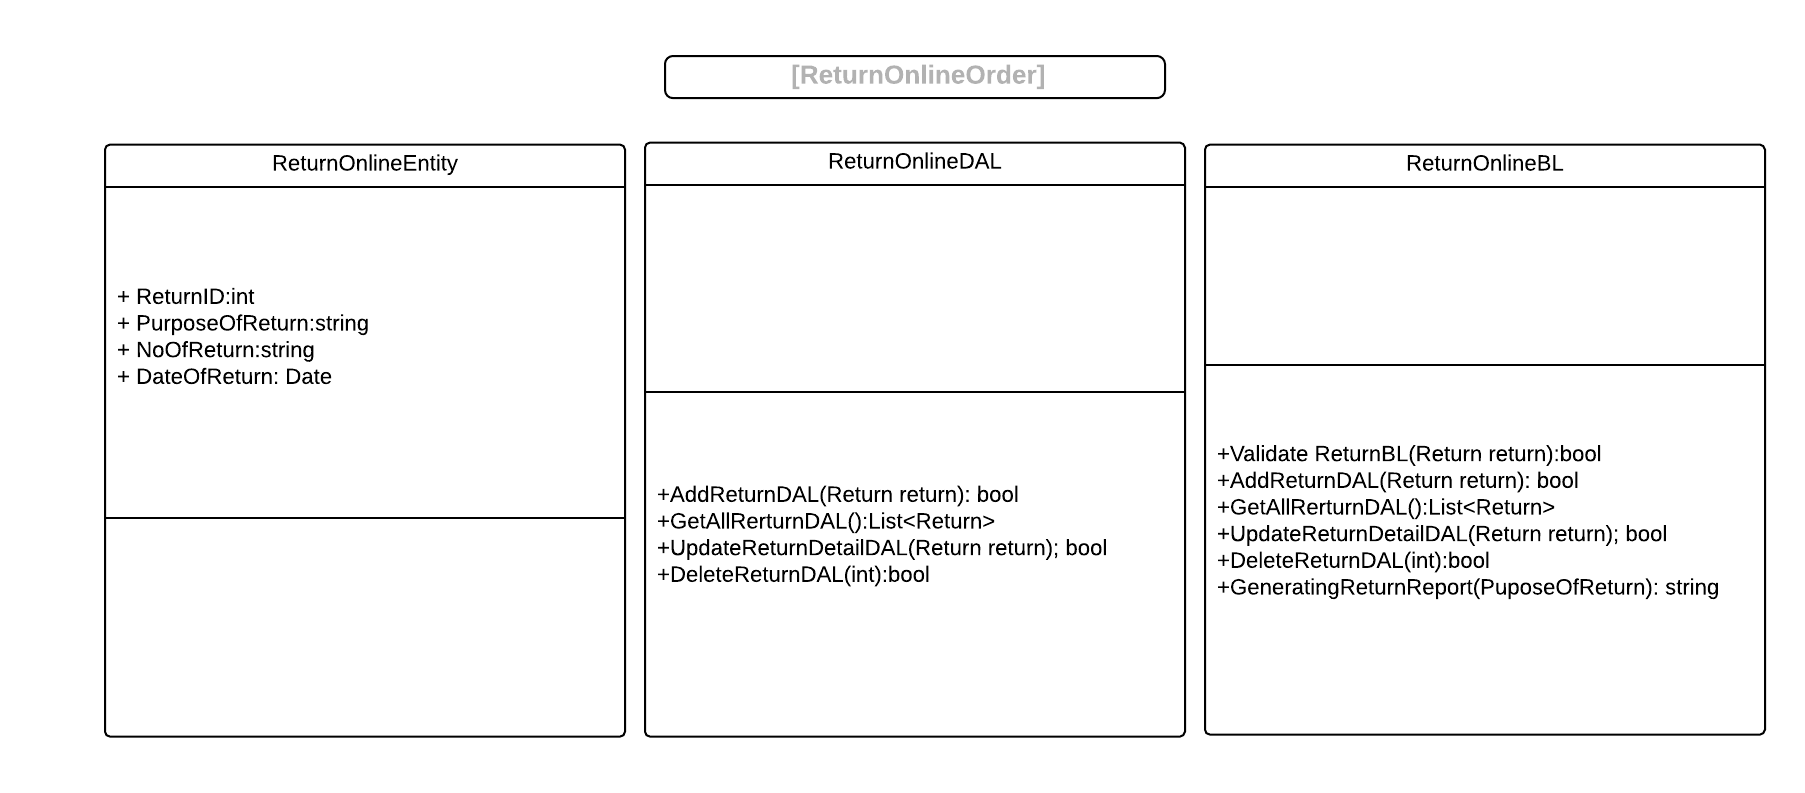 [ReturnOnlineOrder]
ReturnOnlineEntity
+ ReturnID:int
+ PurposeOfReturn:string
+ NoOfReturn:string
+ DateOfReturn: Date
ReturnOnlineDAL
+AddReturnDAL(Return return): bool
+GetAllRerturnDAL():List<Return>
+UpdateReturnDetailDAL(Return return); bool
+DeleteReturnDAL(int):bool
ReturnOnlineBL
+Validate ReturnBL(Return return):bool
+AddReturnDAL(Return return): bool
+GetAllRerturnDAL():List<Return>
+UpdateReturnDetailDAL(Return return); bool
+DeleteReturnDAL(int):bool
+GeneratingReturnReport(PuposeOfReturn): string